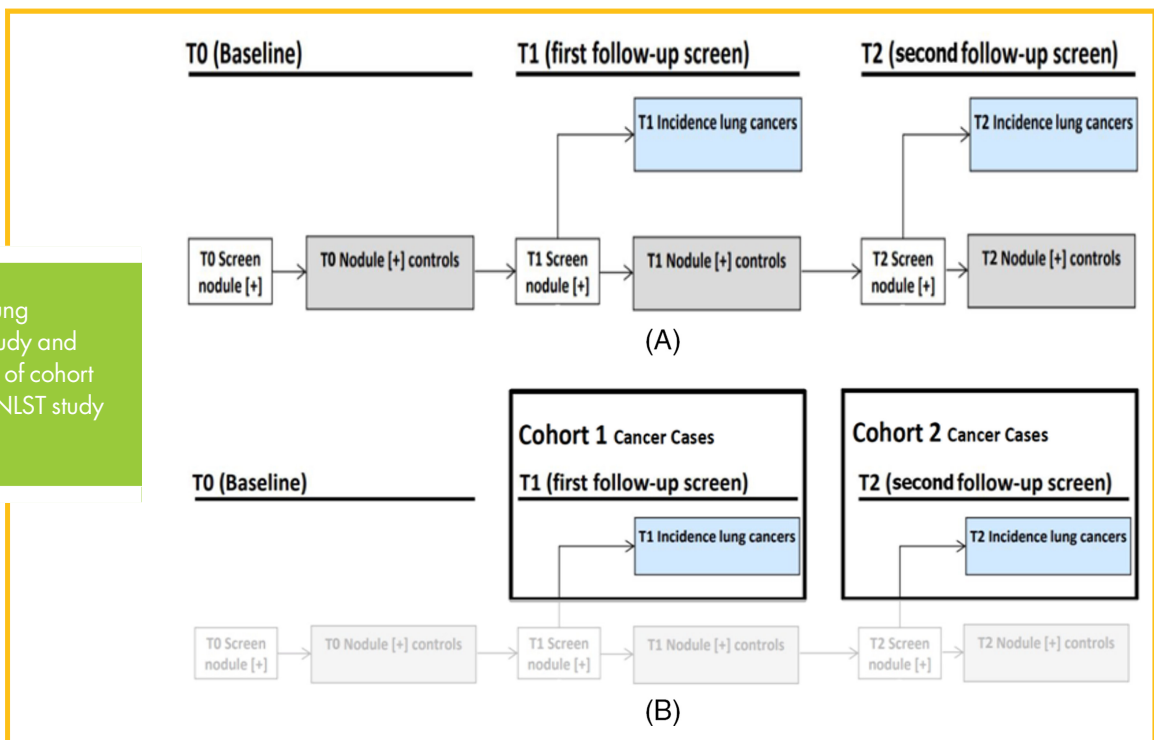 T0 (Baseline)
T1 (first follow-up screen)
T2 (second follow-up screen)
T1 Incidence lung cancers
T2 Incidence lung cancers
T0 Screen
nodule [+]
T0 Nodule [+] controls
T1 Screen
nodule [+]
T1 Nodule [+] controls
T2 Screen
nodule [+]
T2 Nodule [+] controls
(A)
udy and
of cohort
NLST study
Cohort 1 Cancer Cases
Cohort 2 Cancer Cases
T0 (Baseline)
T1 (first follow-up screen)
T2 (second follow-up screen)
T1 Incidence lung cancers
T2 Incidence lung cancers
T0 Screen
nodule [+]
T0 Nodule [+] controls
T1 Screen
nodule [+]
T1 Nodule [+] controls
T2 Screen
nodule [+]
T2 Nodule [+] controls
(B)